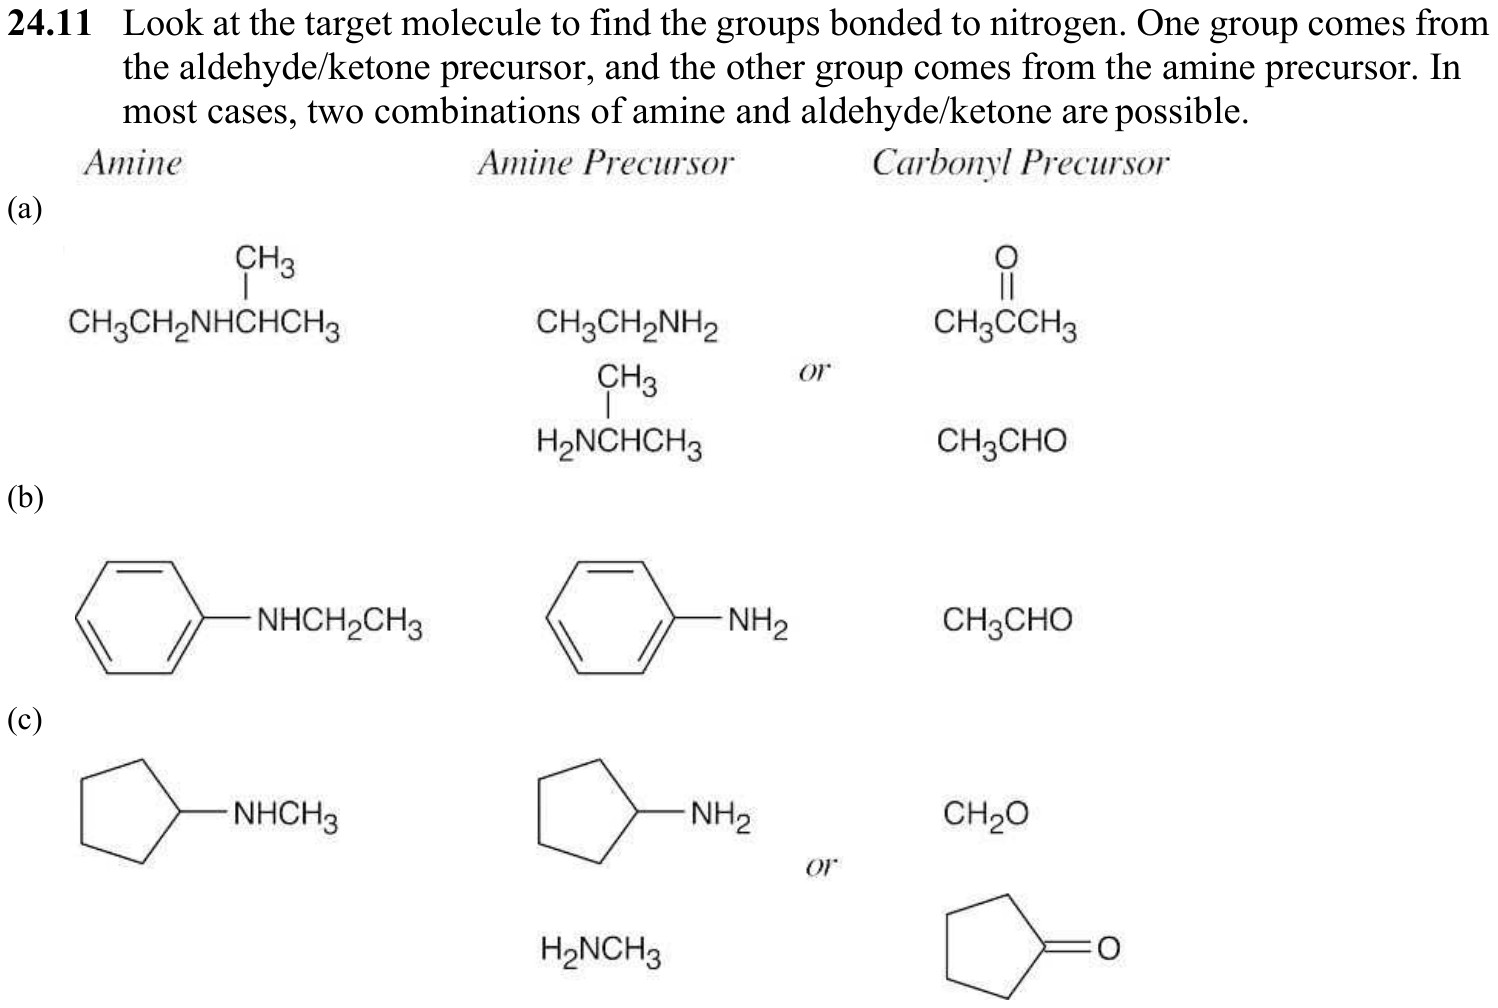 24.11 Look at the target molecule to find the groups bonded to nitrogen. One group comes from
the aldehyde/ketone precursor, and the other group comes from the amine precursor. In
most cases, two combinations of amine and aldehyde/ketone are possible.
Amine Amine Precursor Carbonyl Precursor
(a)
CH3 O
CH3CH2NHCHCH3 CH3CH2NH2 CH3CCH3
or
CH3
H2NCHCH3 CH3CHO
(b)
NHCH2CH3 NH2 CH3CHO
(c)
NHCH3 NH2 CH2O
or
H2NCH3 O